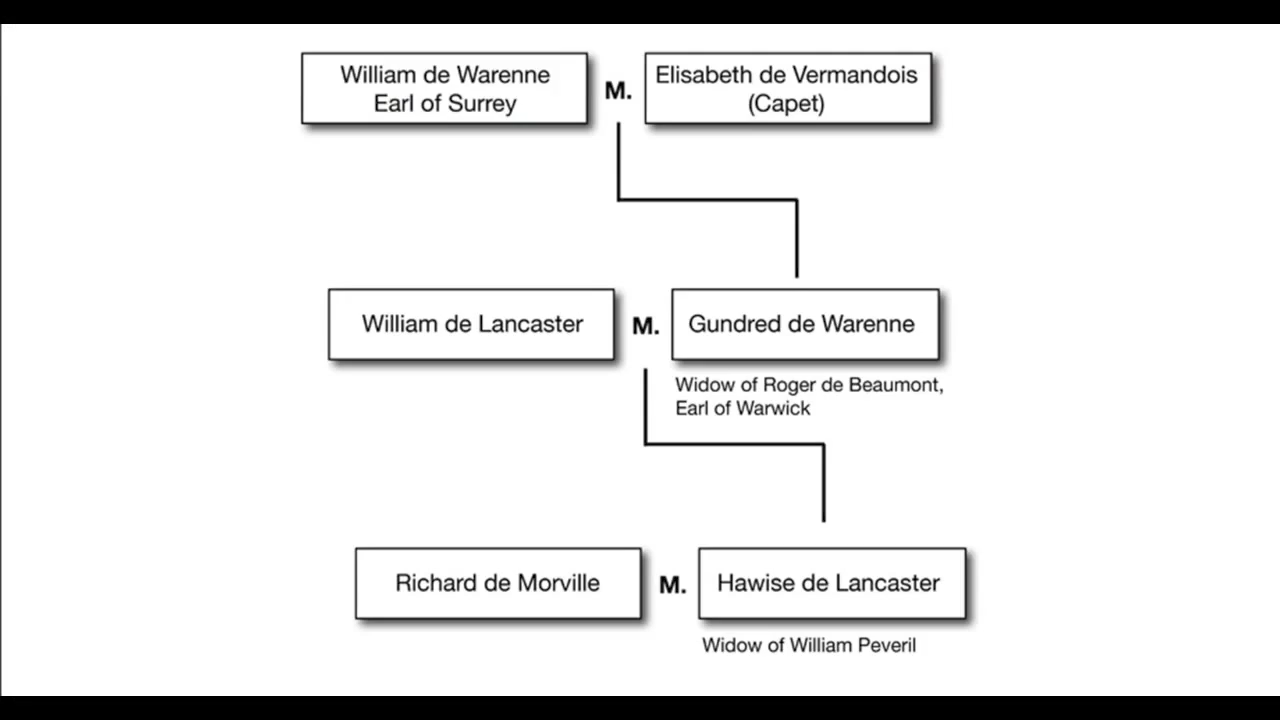 William de Warenne
Earl of Surrey
M.
Elisabeth de Vermandois
(Capet)
William de Lancaster
M.
Gundred de Warenne
Widow of Roger de Beaumont,
Earl of Warwick
Richard de Morville
M.
Hawise de Lancaster
Widow of William Peveril